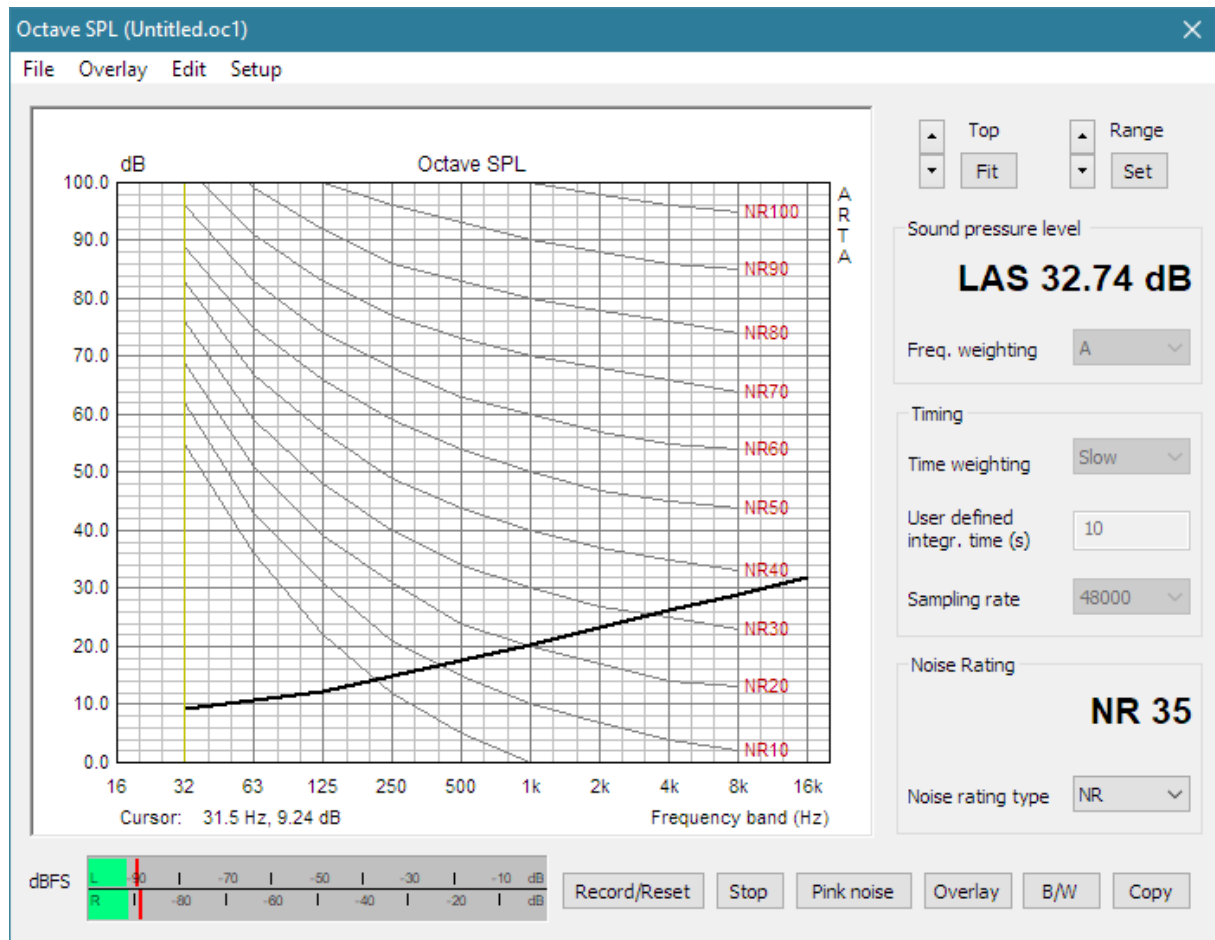 Octave SPL (Untitled.oc1)
File Overlay Edit Setup
dB
Octave SPL
100.0
90.0
80.0
70.0
60.0
50.0
40.0
30.0
20.0
10.0
0.0
NR100
NR90
NR80
NR70
NR60
NR50
NR40
NR30
NR20
NR10
A
R
T
A
16 32 63 125 250 500 1k 2k 4k 8k 16k
Cursor: 31.5 Hz, 9.24 dB
Frequency band (Hz)
Top
Range
Fit
Set
Sound pressure level
LAS 32.74 dB
Freq. weighting A
Timing
Time weighting Slow
User defined
integr. time (s) 10
Sampling rate 48000
Noise Rating
NR 35
Noise rating type NR
dBFS
L -90 -70 -50 -30 -10 dB
R -80 -60 -40 -20 dB
Record/Reset Stop Pink noise Overlay B/W Copy